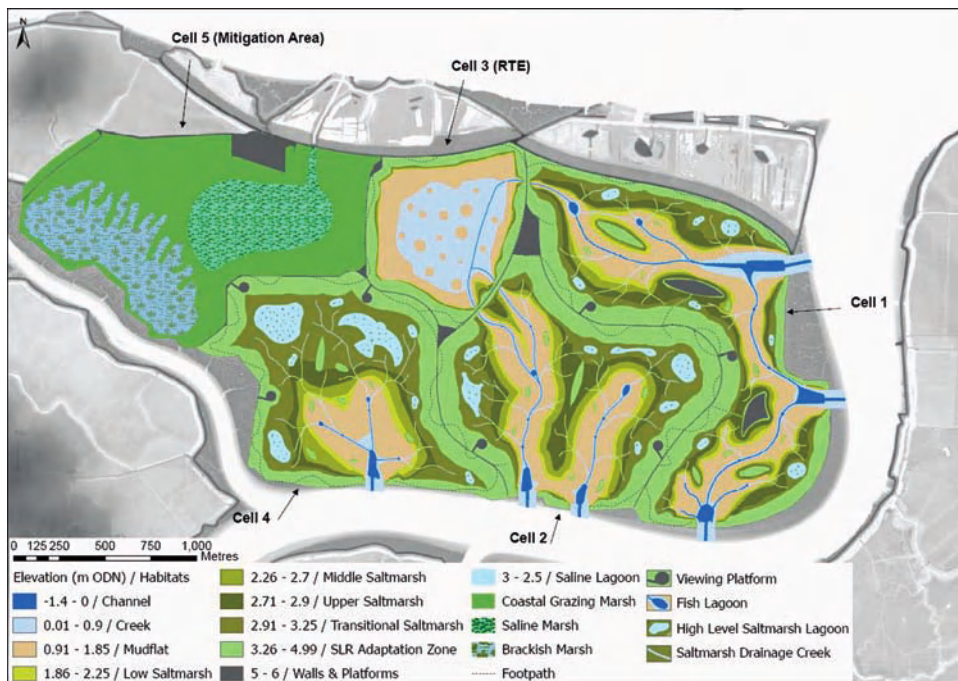 N
Cell 5 (Mitigation Area)
Cell 3 (RTE)
Cell 1
Cell 4
Cell 2
0 125 250 500 750 1,000
Metres
Elevation (m ODN) / Habitats
-1.4 - 0 / Channel
0.01 - 0.9 / Creek
0.91 - 1.85 / Mudflat
1.86 - 2.25 / Low Saltmarsh
2.26 - 2.7 / Middle Saltmarsh
2.71 - 2.9 / Upper Saltmarsh
2.91 - 3.25 / Transitional Saltmarsh
3.26 - 4.99 / SLR Adaptation Zone
5 - 6 / Walls & Platforms
3 - 2.5 / Saline Lagoon
Coastal Grazing Marsh
Saline Marsh
Brackish Marsh
Footpath
Viewing Platform
Fish Lagoon
High Level Saltmarsh Lagoon
Saltmarsh Drainage Creek